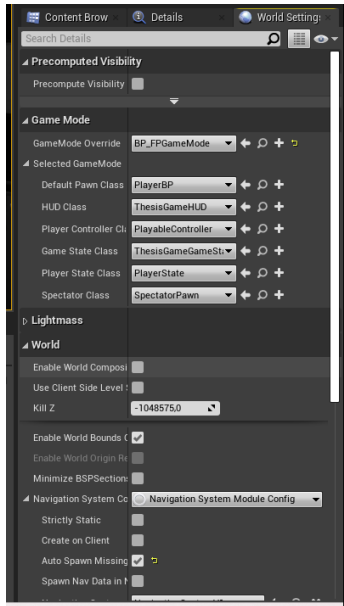 Content Brow
Details
World Settings
Search Details
Precomputed Visibility
Precompute Visibility
Game Mode
GameMode Override BP_FPGameMode
Selected GameMode
Default Pawn Class PlayerBP
HUD Class ThesisGameHUD
Player Controller Cl PlayableController
Game State Class ThesisGameGameSt
Player State Class PlayerState
Spectator Class SpectatorPawn
Lightmass
World
Enable World Composi
Use Client Side Level
Kill Z -1048575,0
Enable World Bounds C
Enable World Origin Re
Minimize BSPSection
Navigation System Co Navigation System Module Config
Strictly Static
Create on Client
Auto Spawn Missing
Spawn Nav Data in